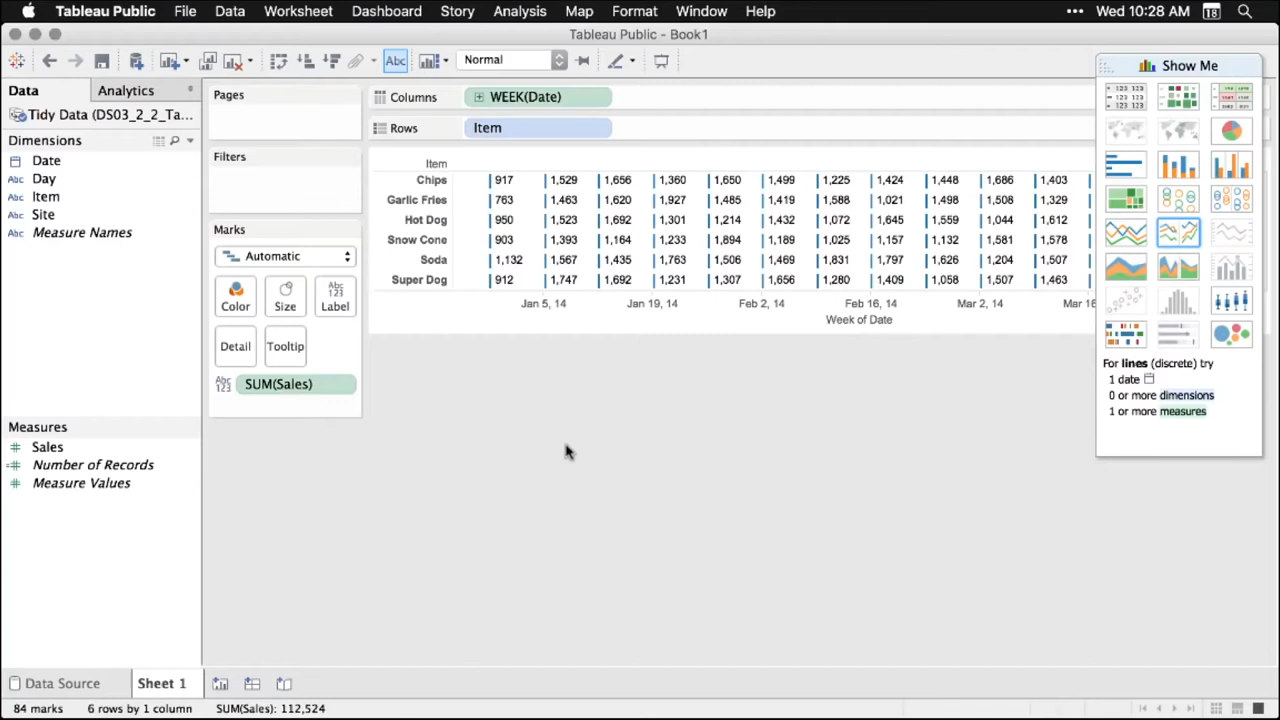 Tableau Public File Data Worksheet Dashboard Story Analysis Map Format Window Help ••• Wed 10:28 AM 18
Tableau Public - Book1
Abc Normal
Show Me
Data Analytics
Pages
Columns WEEK(Date)
Tidy Data (DS03_2_2_Ta...
Rows Item
Dimensions
Filters
Date
Abc Day
Abc Item
Abc Site
Measure Names
Marks
Automatic
Color Size Abc 123 Label
Detail Tooltip
Abc 123 SUM(Sales)
Item
Chips 917 1,529 1,656 1,360 1,650 1,499 1,225 1,424 1,448 1,686 1,403
Garlic Fries 763 1,463 1,620 1,927 1,485 1,419 1,588 1,021 1,498 1,508 1,329
Hot Dog 950 1,523 1,692 1,301 1,214 1,432 1,072 1,645 1,559 1,044 1,612
Snow Cone 903 1,393 1,164 1,233 1,894 1,189 1,025 1,157 1,132 1,581 1,578
Soda 1,132 1,567 1,435 1,763 1,506 1,469 1,831 1,797 1,626 1,204 1,507
Super Dog 912 1,747 1,692 1,231 1,307 1,656 1,280 1,409 1,058 1,507 1,463
Jan 5, 14 Jan 19, 14 Feb 2, 14 Feb 16, 14 Mar 2, 14 Mar 16
Week of Date
For lines (discrete) try
1 date
0 or more dimensions
1 or more measures
Measures
Sales
Number of Records
Measure Values
Data Source Sheet 1
84 marks 6 rows by 1 column SUM(Sales): 112,524